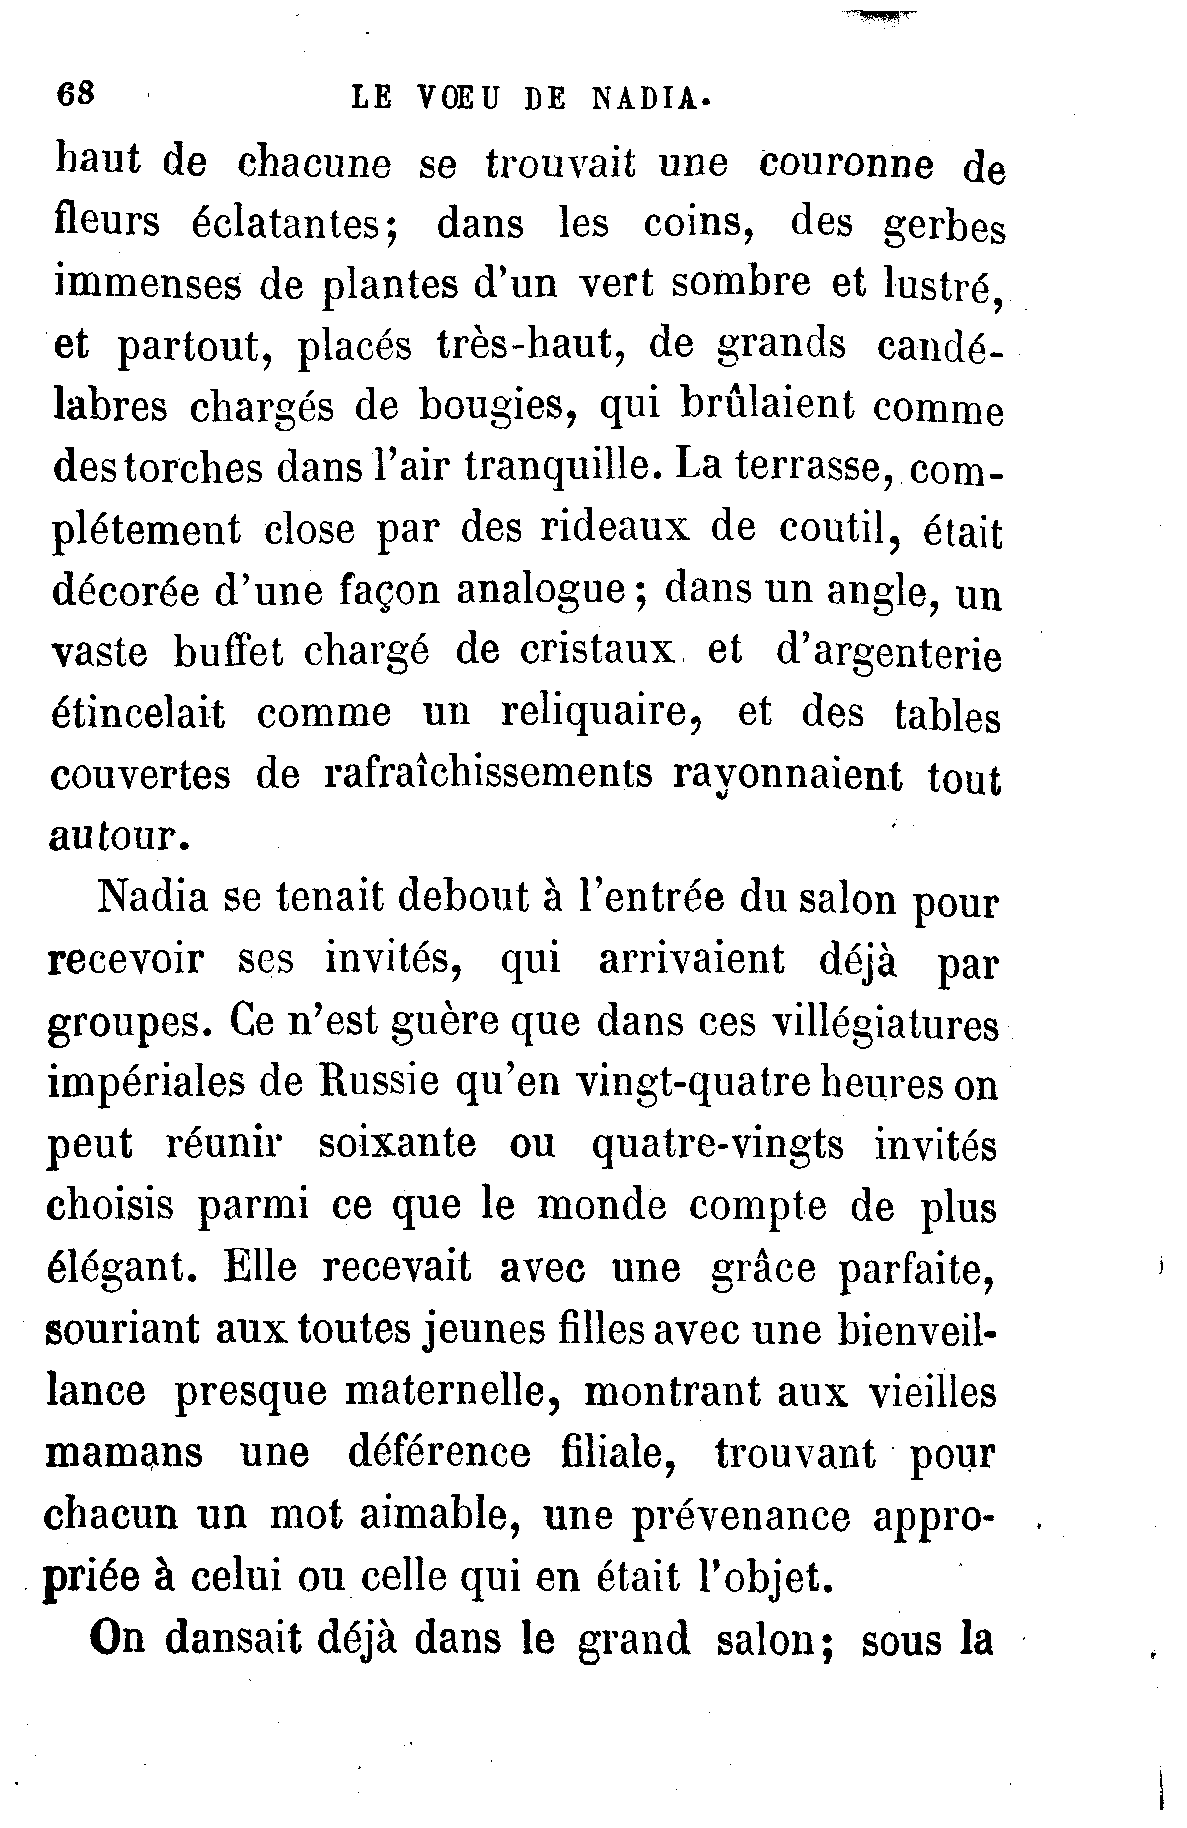 68 LE VŒU DE NADIA.
haut de chacune se trouvait une couronne de
fleurs éclatantes; dans les coins, des gerbes
immenses de plantes d'un vert sombre et lustré,
et partout, placés très-haut, de grands candé-
labres chargés de bougies, qui brûlaient comme
des torches dans l'air tranquille. La terrasse, com-
plétement close par des rideaux de coutil, était
décorée d'une façon analogue; dans un angle, un
vaste buffet chargé de cristaux et d'argenterie
étincelait comme un reliquaire, et des tables
couvertes de rafraîchissements rayonnaient tout
autour.
Nadia se tenait debout à l'entrée du salon pour
recevoir ses invités, qui arrivaient déjà par
groupes. Ce n'est guère que dans ces villégiatures
impériales de Russie qu'en vingt-quatre heures on
peut réunir soixante ou quatre-vingts invités
choisis parmi ce que le monde compte de plus
élégant. Elle recevait avec une grâce parfaite,
souriant aux toutes jeunes filles avec une bienveil-
lance presque maternelle, montrant aux vieilles
mamans une déférence filiale, trouvant pour
chacun un mot aimable, une prévenance appro-
priée à celui ou celle qui en était l'objet.
On dansait déjà dans le grand salon; sous la